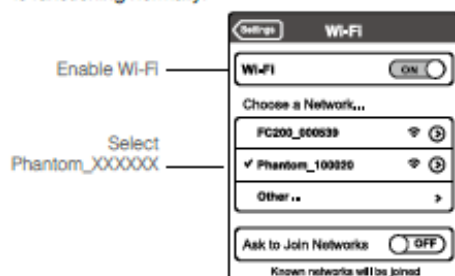 Settings
Wi-Fi
Enable Wi-Fi
Wi-Fi
ON
Choose a Network...
FC200_000639
Select
Phantom_XXXXXX
✓ Phantom_100020
Other ..
Ask to Join Networks
OFF
Known networks will be joined